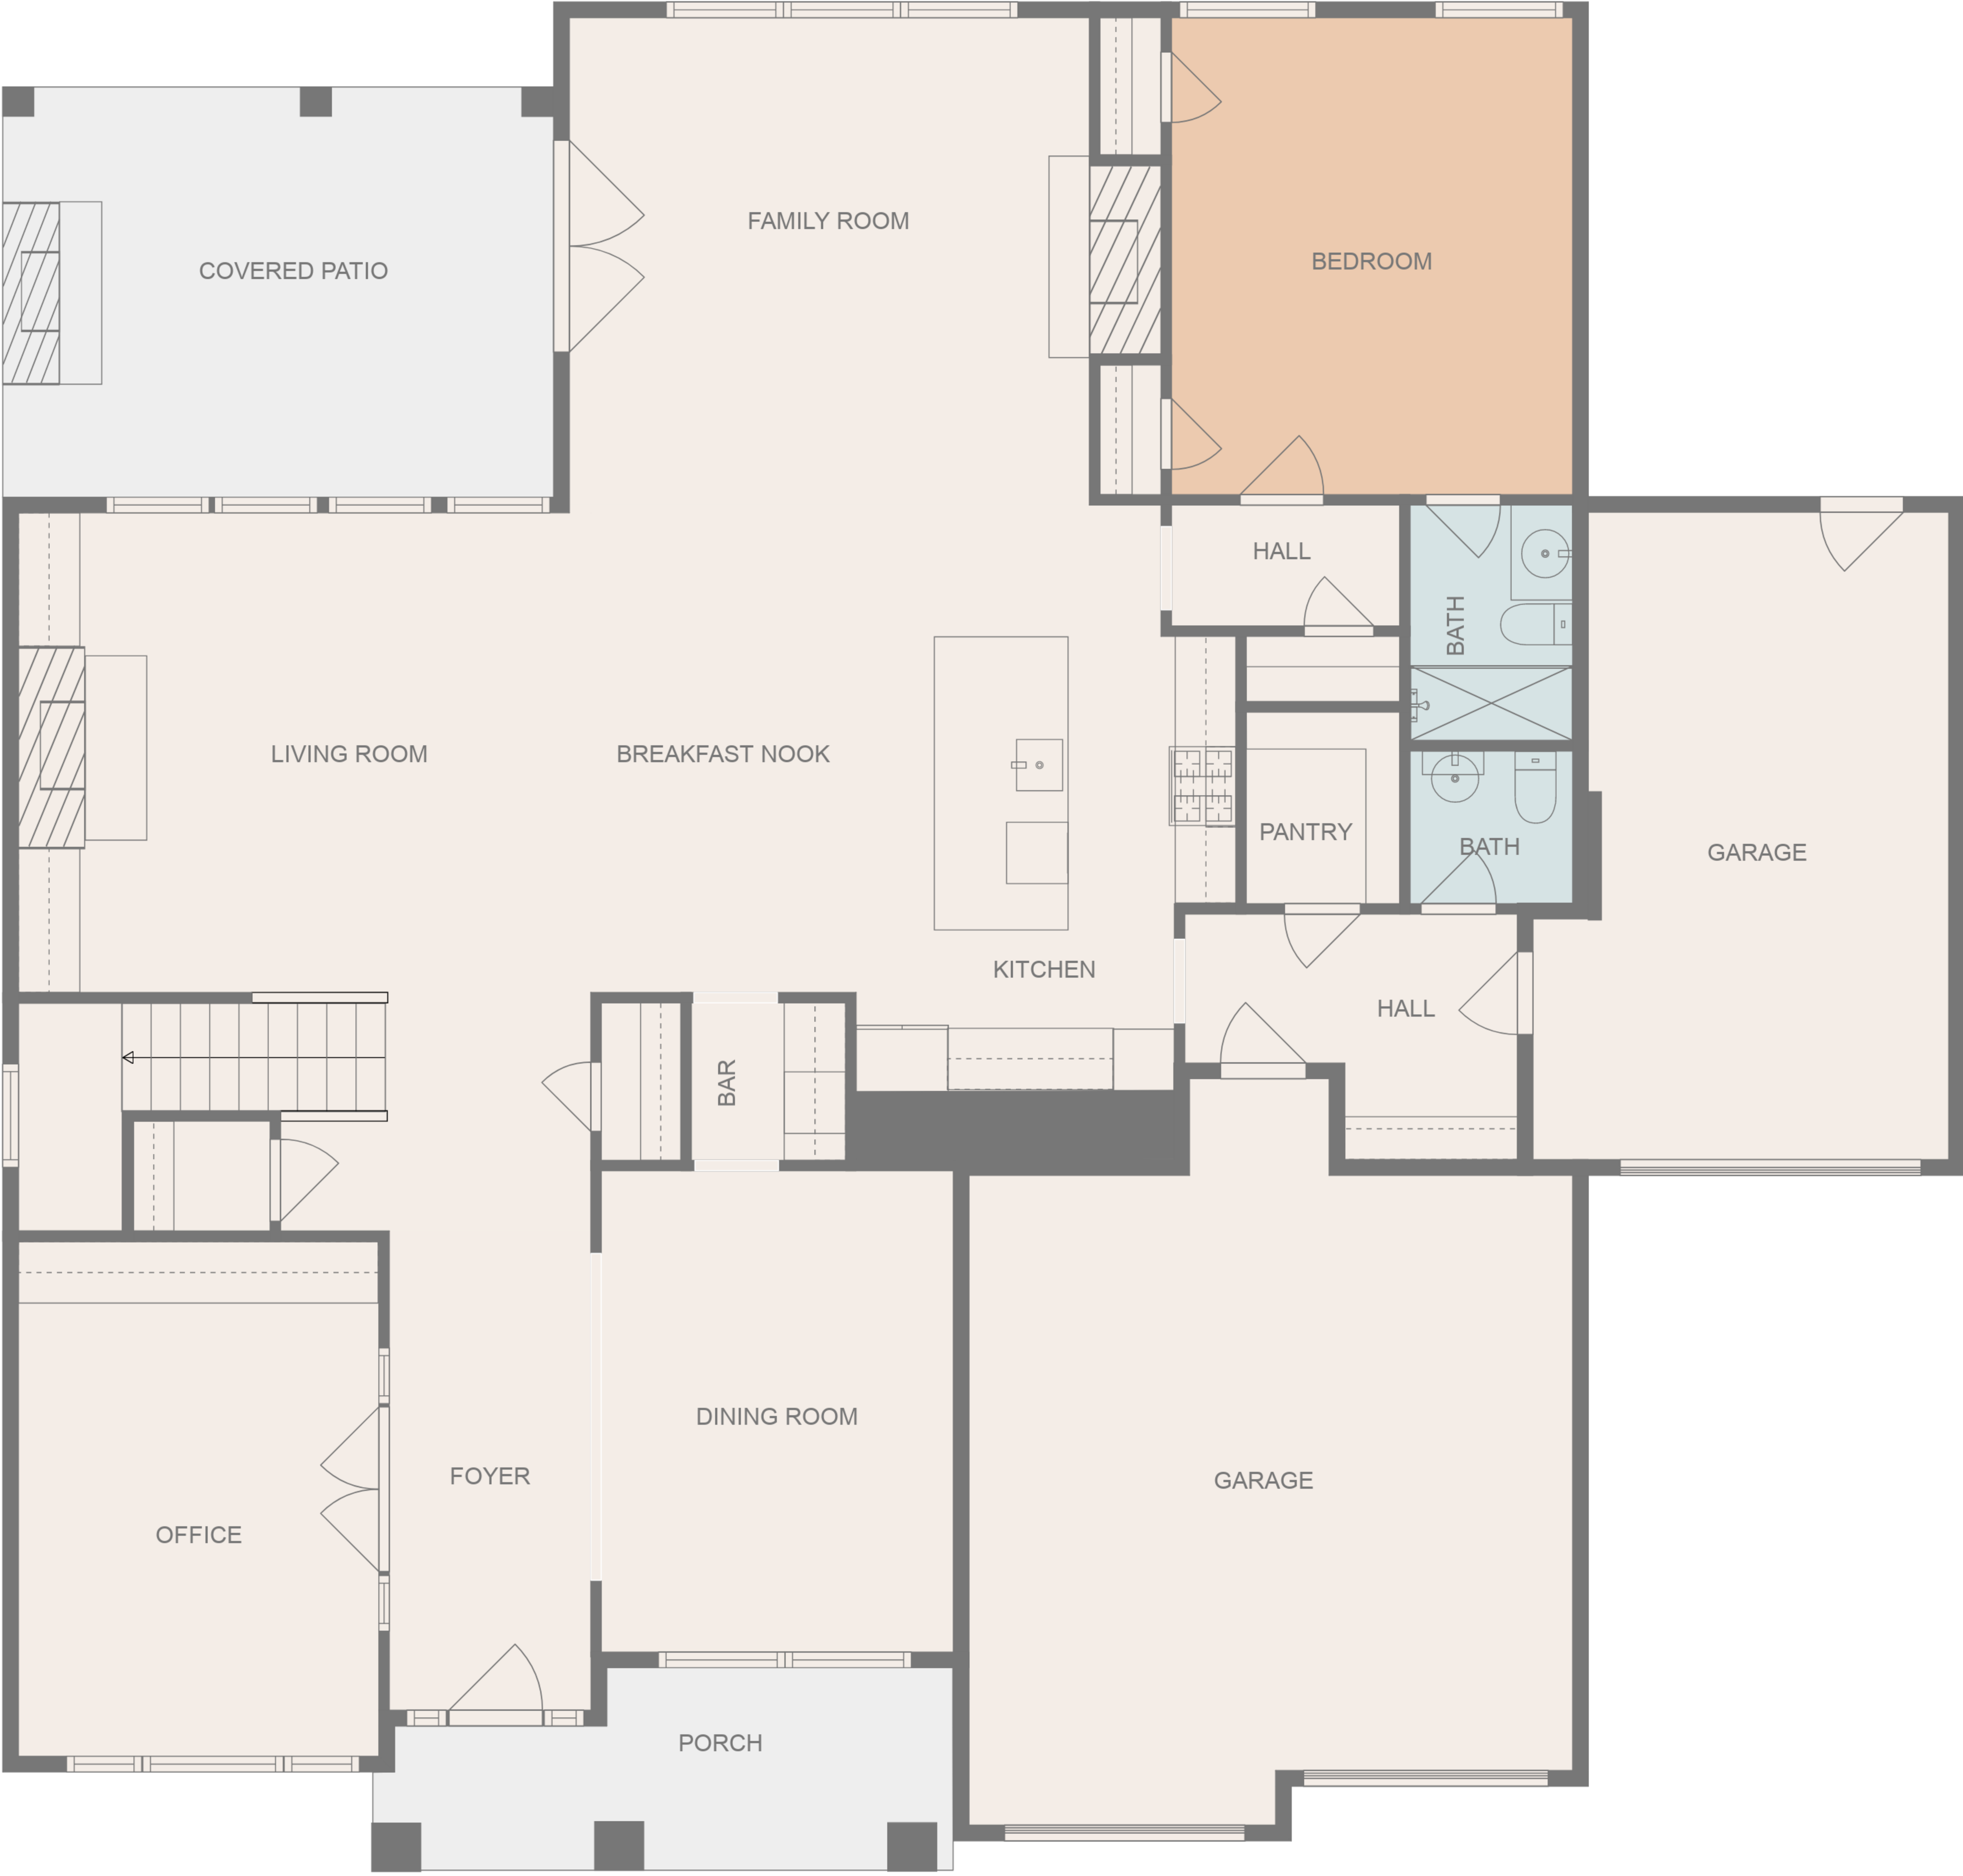 FAMILY ROOM
COVERED PATIO
BEDROOM
HALL
BATH
LIVING ROOM
BREAKFAST NOOK
PANTRY
BATH
GARAGE
KITCHEN
HALL
BAR
DINING ROOM
FOYER
GARAGE
OFFICE
PORCH